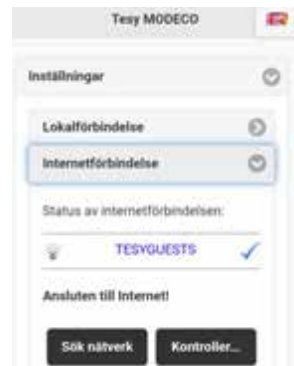 Tesy MODECO
Inställningar
Lokalförbindelse
Internetförbindelse
Status av internetförbindelsen:
TESYGUESTS
Ansluten till Internet!
Sök nätverk
Kontroller...